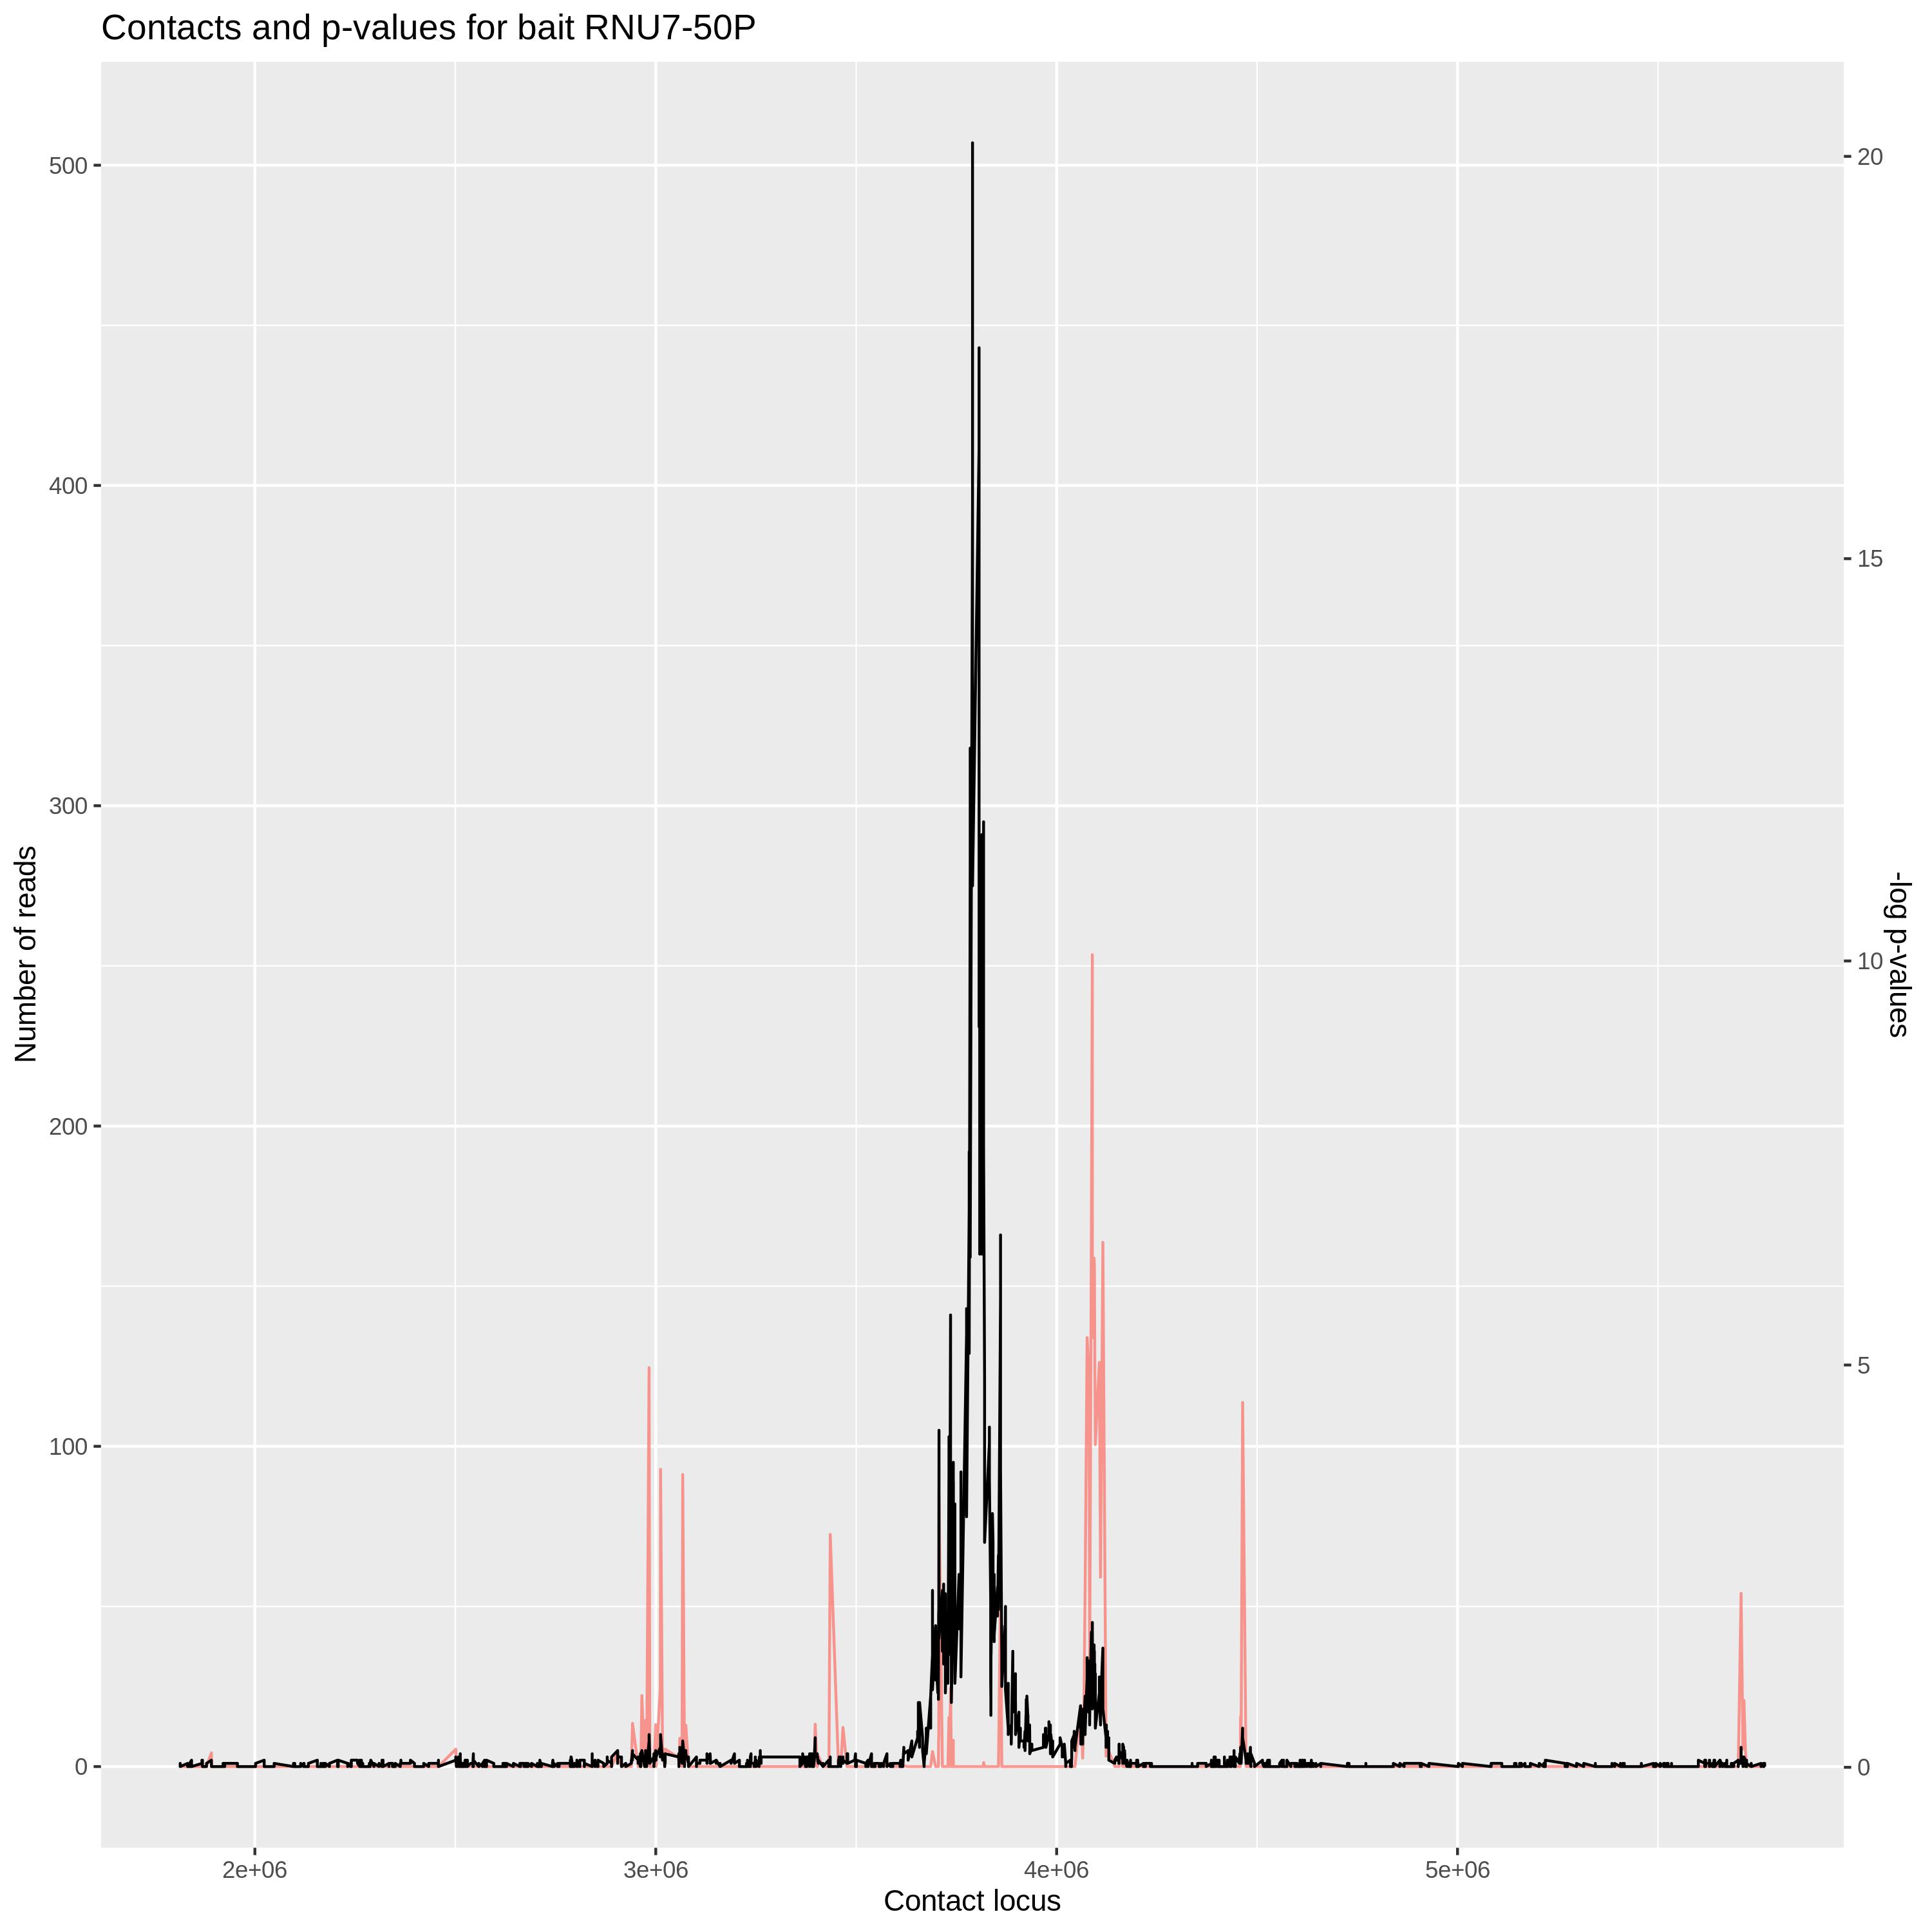 Contacts and p-values for bait RNU7-50P
500
400
300
200
100
0
Number of reads
20
15
10
5
0
-log p-values
2e+06 3e+06 4e+06 5e+06
Contact locus